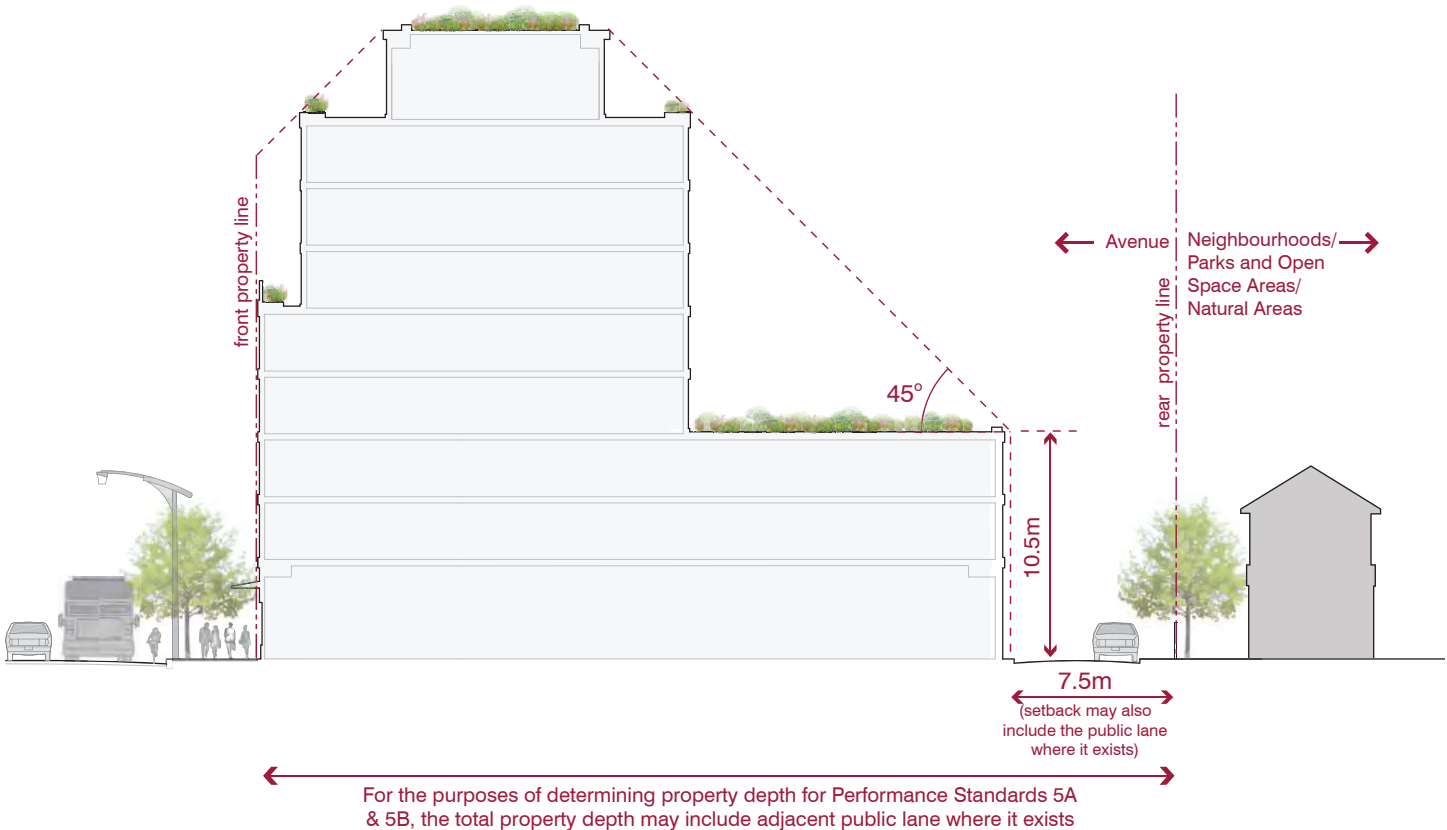 front property line
Avenue
Neighbourhoods/
Parks and Open
Space Areas/
Natural Areas
rear property line
45°
10.5m
7.5m
(setback may also
include the public lane
where it exists)
For the purposes of determining property depth for Performance Standards 5A
& 5B, the total property depth may include adjacent public lane where it exists